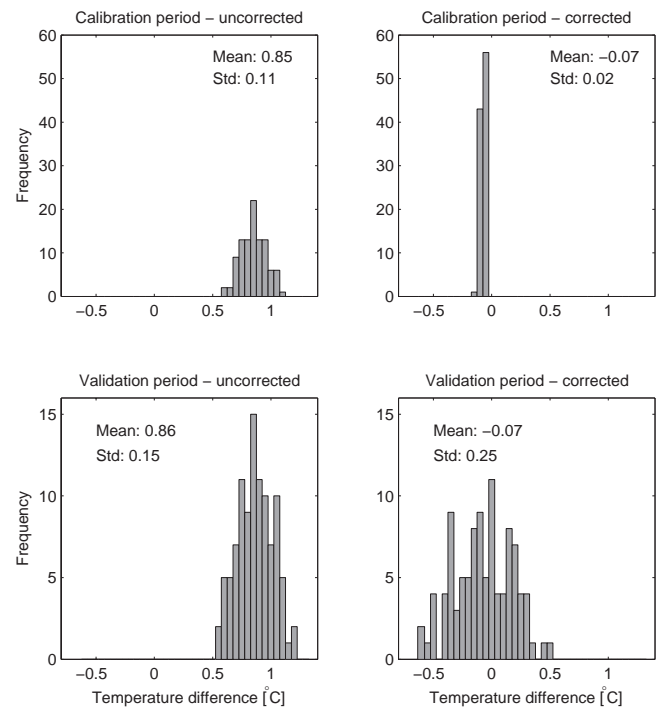 Calibration period − uncorrected
Mean: 0.85
Std: 0.11
Frequency
60
50
40
30
20
10
0
−0.5 0 0.5 1
Calibration period − corrected
Mean: −0.07
Std: 0.02
60
50
40
30
20
10
0
−0.5 0 0.5 1
Validation period − uncorrected
Mean: 0.86
Std: 0.15
Frequency
15
10
5
0
−0.5 0 0.5 1
Temperature difference [°C]
Validation period − corrected
Mean: −0.07
Std: 0.25
15
10
5
0
−0.5 0 0.5 1
Temperature difference [°C]